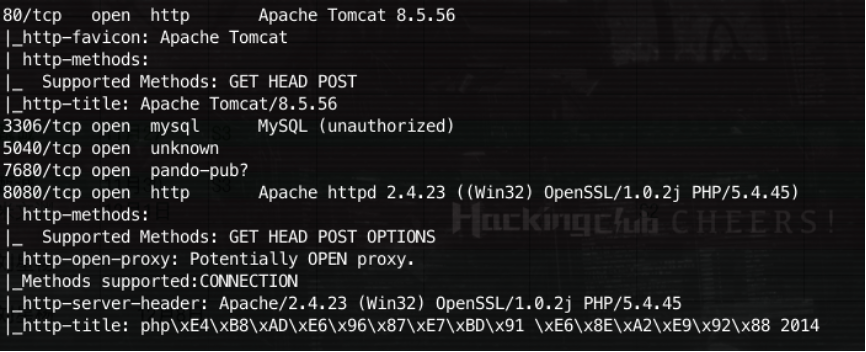 80/tcp   open  http       Apache Tomcat 8.5.56
|_http-favicon: Apache Tomcat
| http-methods:
|_  Supported Methods: GET HEAD POST
|_http-title: Apache Tomcat/8.5.56
3306/tcp open  mysql      MySQL (unauthorized)
5040/tcp open  unknown
7680/tcp open  pando-pub?
8080/tcp open  http       Apache httpd 2.4.23 ((Win32) OpenSSL/1.0.2j PHP/5.4.45)
| http-methods:
|_  Supported Methods: GET HEAD POST OPTIONS
| http-open-proxy: Potentially OPEN proxy.
|_Methods supported:CONNECTION
|_http-server-header: Apache/2.4.23 (Win32) OpenSSL/1.0.2j PHP/5.4.45
|_http-title: php\xE4\xB8\xAD\xE6\x96\x87\xE7\xBD\x91 \xE6\x8E\xA2\xE9\x92\x88 2014
Hackingclub CHEERS!